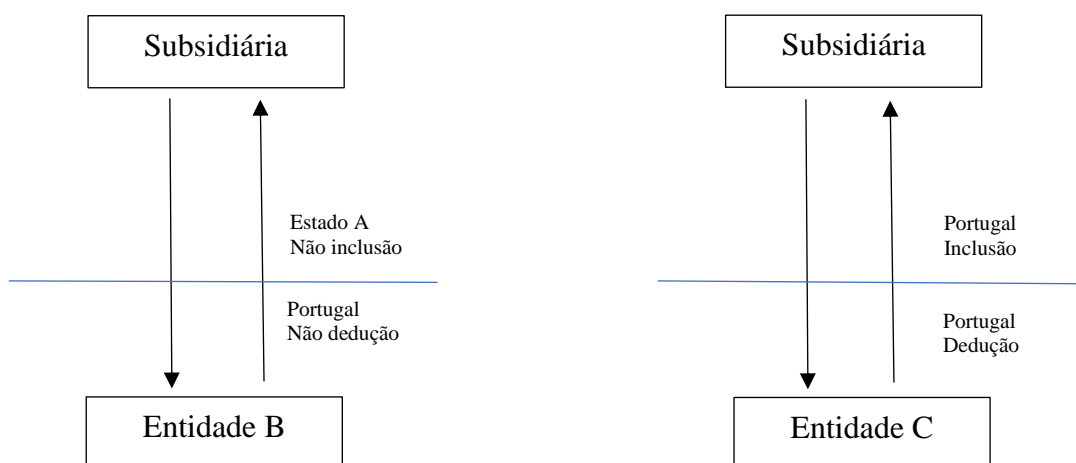 Subsidiária
Estado A
Não inclusão
Portugal
Não dedução
Entidade B
Subsidiária
Portugal
Inclusão
Portugal
Dedução
Entidade C